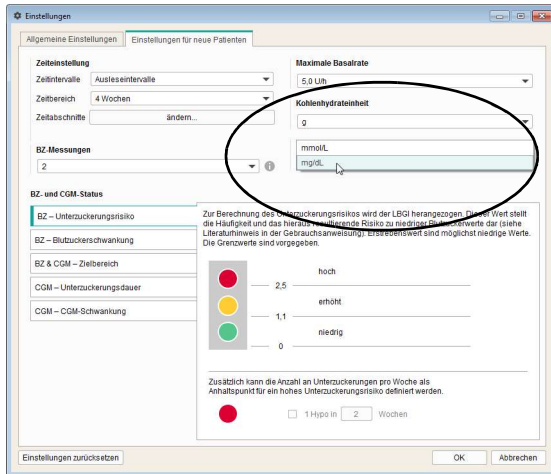 Einstellungen
Allgemeine Einstellungen
Einstellungen für neue Patienten
Zeiteinstellung
Zeitintervalle
Ausleseintervalle
Zeitbereich
4 Wochen
Zeitabschnitte
ändern...
BZ-Messungen
2
Maximale Basalrate
5,0 U/h
Kohlenhydrateinheit
g
mmol/L
mg/dL
BZ- und CGM-Status
BZ – Unterzuckerungsrisiko
BZ – Blutzuckerschwankung
BZ & CGM – Zielbereich
CGM – Unterzuckerungsdauer
CGM – CGM-Schwankung
Zur Berechnung des Unterzuckerungsrisikos wird der LBGI herangezogen. Dieser Wert stellt
die Häufigkeit und das hieraus resultierende Risiko zu niedriger Blutzuckerwerte dar (siehe
Literaturhinweis in der Gebrauchsanweisung). Erstrebenswert sind möglichst niedrige Werte.
Die Grenzwerte sind vorgegeben.
hoch
2,5
erhöht
1,1
niedrig
0
Zusätzlich kann die Anzahl an Unterzuckerungen pro Woche als
Anhaltspunkt für ein hohes Unterzuckerungsrisiko definiert werden.
1 Hypo in 2 Wochen
Einstellungen zurücksetzen
OK
Abbrechen